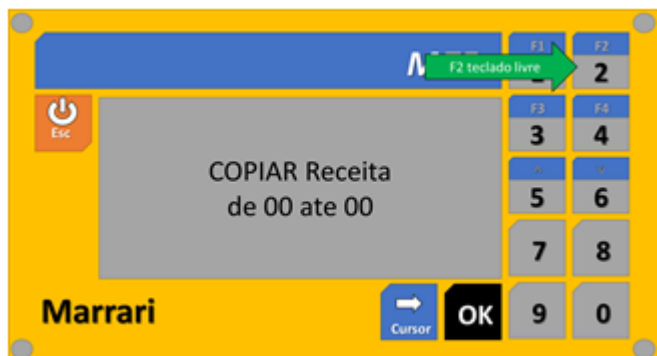 F1
F2
F2 teclado livre
2
Esc
F3
F4
3
4
COPIAR Receita
de 00 ate 00
5
6
7
8
Marrari
Cursor
OK
9
0